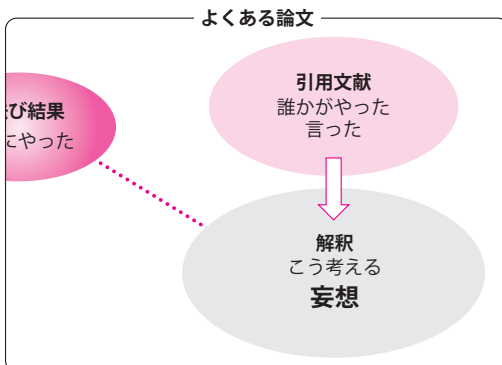 よくある論文
引用文献
誰かがやった
言った
び結果
にやった
解釈
こう考える
妄想